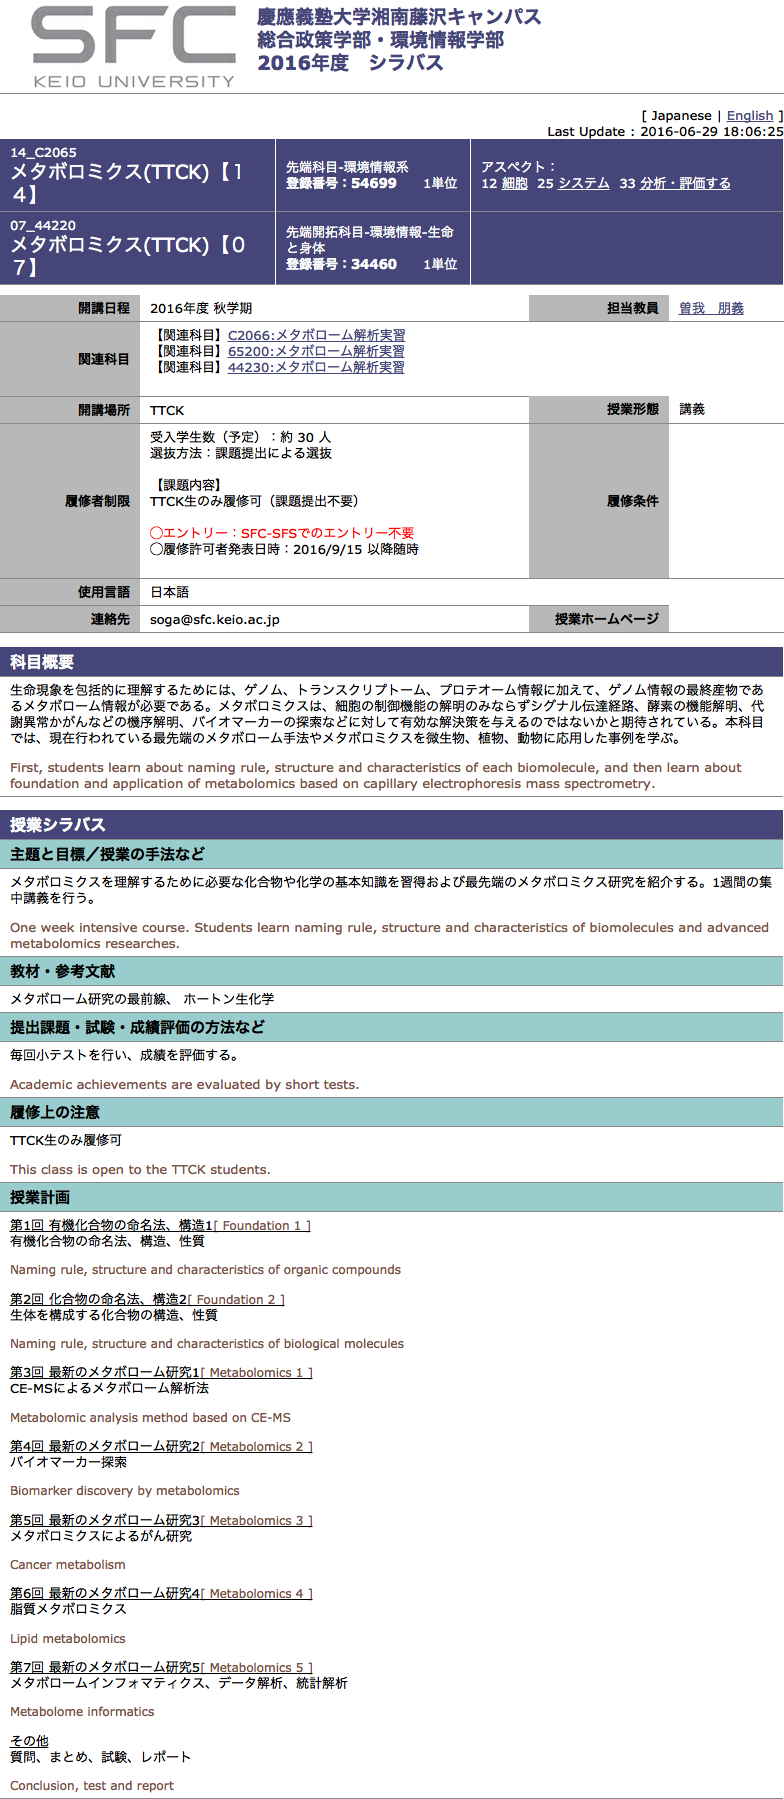 SFC
KEIO UNIVERSITY
慶應義塾大学湘南藤沢キャンパス
総合政策学部・環境情報学部
2016年度　シラバス
[ Japanese | English ]
Last Update : 2016-06-29 18:06:25
14_C2065
メタボロミクス(TTCK)【１
４】
先端科目-環境情報系
登録番号：54699　　1単位
アスペクト：
12 細胞 25 システム 33 分析・評価する
07_44220
メタボロミクス(TTCK)【０
７】
先端開拓科目-環境情報-生命
と身体
登録番号：34460　　1単位
開講日程 2016年度 秋学期 担当教員 曽我　朋義
関連科目
【関連科目】C2066:メタボローム解析実習
【関連科目】65200:メタボローム解析実習
【関連科目】44230:メタボローム解析実習
開講場所 TTCK 授業形態 講義
履修者制限
受入学生数（予定）：約 30 人
選抜方法：課題提出による選抜
【課題内容】
TTCK生のみ履修可（課題提出不要）
◯エントリー：SFC-SFSでのエントリー不要
◯履修許可者発表日時：2016/9/15 以降随時
履修条件
使用言語 日本語
連絡先 soga@sfc.keio.ac.jp 授業ホームページ
科目概要
生命現象を包括的に理解するためには、ゲノム、トランスクリプトーム、プロテオーム情報に加えて、ゲノム情報の最終産物であ
るメタボローム情報が必要である。メタボロミクスは、細胞の制御機能の解明のみならずシグナル伝達経路、酵素の機能解明、代
謝異常かがんなどの機序解明、バイオマーカーの探索などに対して有効な解決策を与えるのではないかと期待されている。本科目
では、現在行われている最先端のメタボローム手法やメタボロミクスを微生物、植物、動物に応用した事例を学ぶ。
First, students learn about naming rule, structure and characteristics of each biomolecule, and then learn about
foundation and application of metabolomics based on capillary electrophoresis mass spectrometry.
授業シラバス
主題と目標／授業の手法など
メタボロミクスを理解するために必要な化合物や化学の基本知識を習得および最先端のメタボロミクス研究を紹介する。1週間の集
中講義を行う。
One week intensive course. Students learn naming rule, structure and characteristics of biomolecules and advanced
metabolomics researches.
教材・参考文献
メタボローム研究の最前線、 ホートン生化学
提出課題・試験・成績評価の方法など
毎回小テストを行い、成績を評価する。
Academic achievements are evaluated by short tests.
履修上の注意
TTCK生のみ履修可
This class is open to the TTCK students.
授業計画
第1回 有機化合物の命名法、構造1[ Foundation 1 ]
有機化合物の命名法、構造、性質
Naming rule, structure and characteristics of organic compounds
第2回 化合物の命名法、構造2[ Foundation 2 ]
生体を構成する化合物の構造、性質
Naming rule, structure and characteristics of biological molecules
第3回 最新のメタボローム研究1[ Metabolomics 1 ]
CE-MSによるメタボローム解析法
Metabolomic analysis method based on CE-MS
第4回 最新のメタボローム研究2[ Metabolomics 2 ]
バイオマーカー探索
Biomarker discovery by metabolomics
第5回 最新のメタボローム研究3[ Metabolomics 3 ]
メタボロミクスによるがん研究
Cancer metabolism
第6回 最新のメタボローム研究4[ Metabolomics 4 ]
脂質メタボロミクス
Lipid metabolomics
第7回 最新のメタボローム研究5[ Metabolomics 5 ]
メタボロームインフォマティクス、データ解析、統計解析
Metabolome informatics
その他
質問、まとめ、試験、レポート
Conclusion, test and report